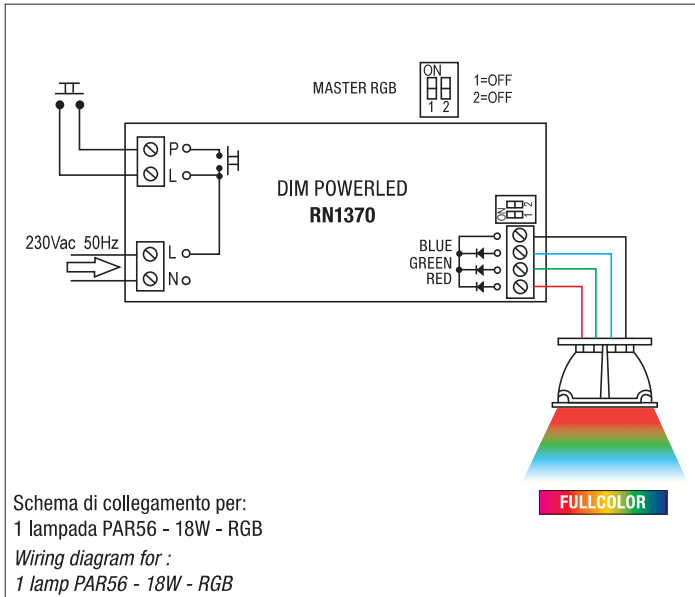 MASTER RGB
ON
1 2
1=OFF
2=OFF
P
L
DIM POWERLED
RN1370
ON
1 2
230Vac 50Hz
L
N
BLUE
GREEN
RED
FULLCOLOR
Schema di collegamento per:
1 lampada PAR56 - 18W - RGB
Wiring diagram for :
1 lamp PAR56 - 18W - RGB